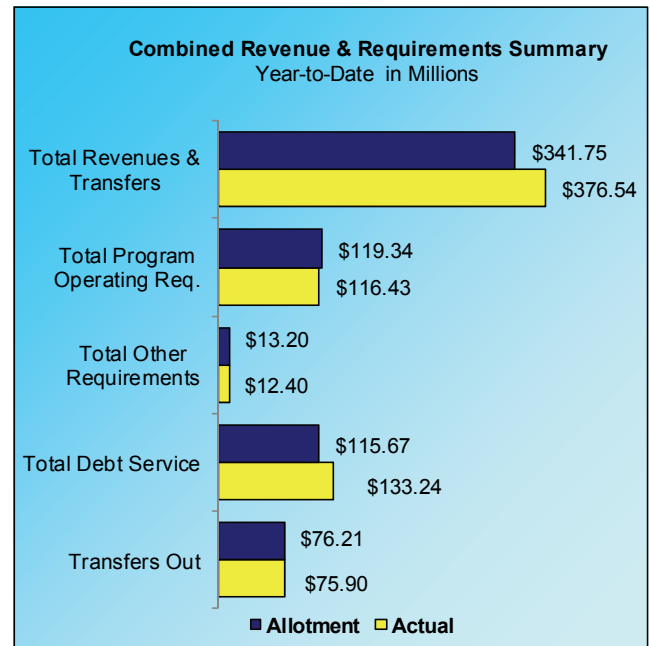 Combined Revenue & Requirements Summary
Year-to-Date in Millions
Total Revenues &
Transfers
$341.75
$376.54
Total Program
Operating Req.
$119.34
$116.43
Total Other
Requirements
$13.20
$12.40
Total Debt Service
$115.67
$133.24
Transfers Out
$76.21
$75.90
Allotment Actual